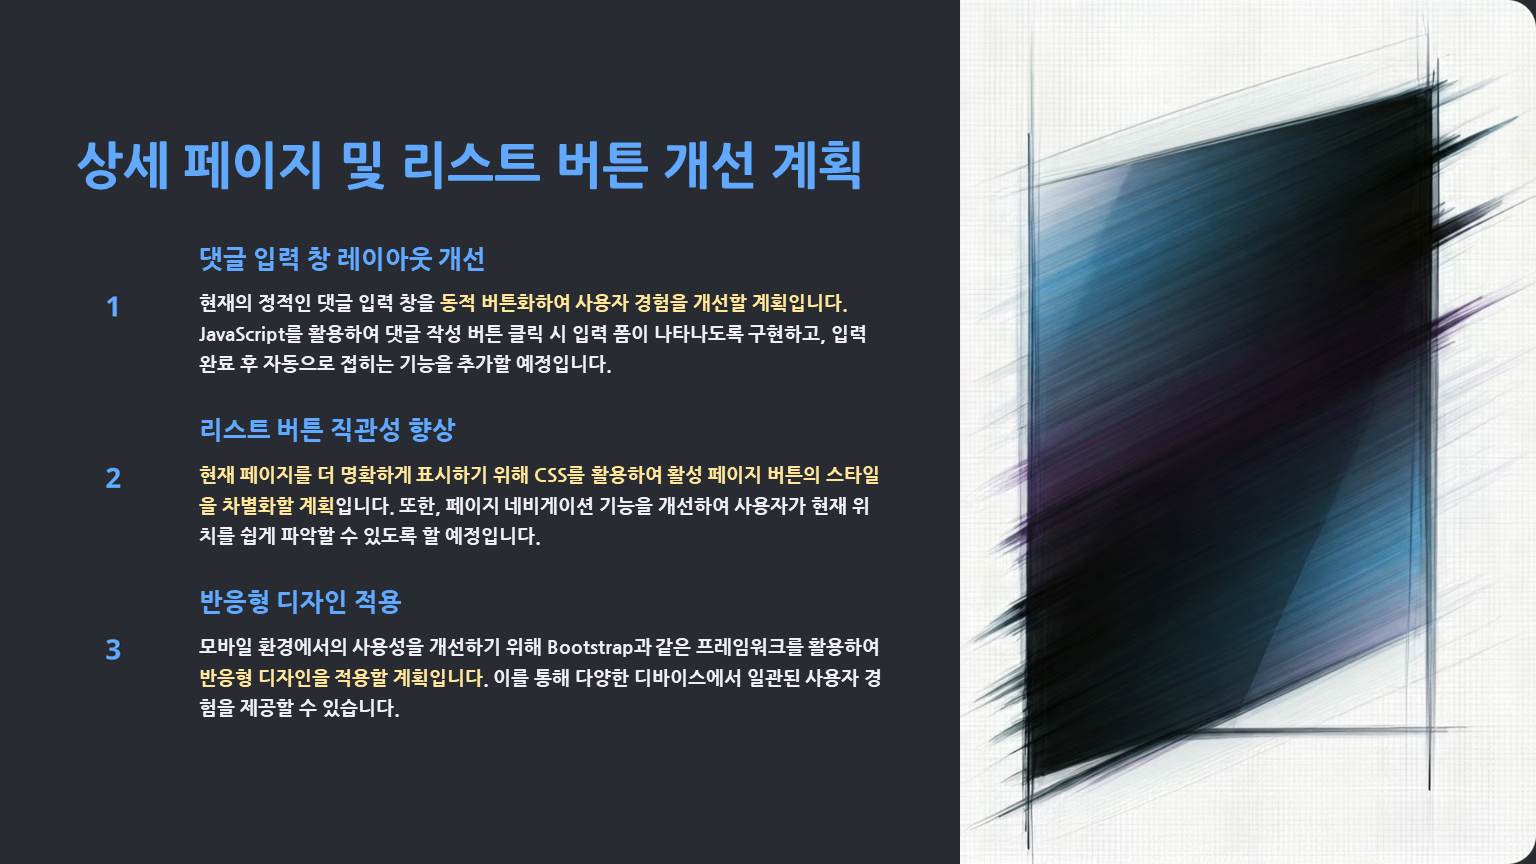 상세 페이지 및 리스트 버튼 개선 계획
댓글 입력 창 레이아웃 개선
1
현재의 정적인 댓글 입력 창을 동적 버튼화하여 사용자 경험을 개선할 계획입니다.
JavaScript를 활용하여 댓글 작성 버튼 클릭 시 입력 폼이 나타나도록 구현하고, 입력
완료 후 자동으로 접히는 기능을 추가할 예정입니다.
리스트 버튼 직관성 향상
2
현재 페이지를 더 명확하게 표시하기 위해 CSS를 활용하여 활성 페이지 버튼의 스타일
을 차별화할 계획입니다. 또한, 페이지 네비게이션 기능을 개선하여 사용자가 현재 위
치를 쉽게 파악할 수 있도록 할 예정입니다.
반응형 디자인 적용
3
모바일 환경에서의 사용성을 개선하기 위해 Bootstrap과 같은 프레임워크를 활용하여
반응형 디자인을 적용할 계획입니다. 이를 통해 다양한 디바이스에서 일관된 사용자 경
험을 제공할 수 있습니다.